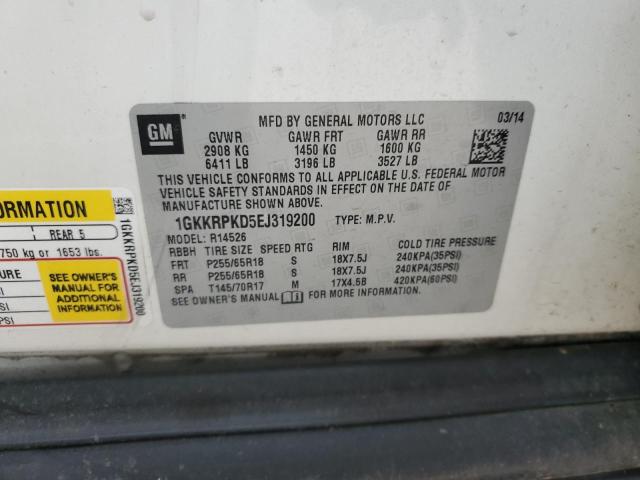 GM
MFD BY GENERAL MOTORS LLC 03/14
GVWR GAWR FRT GAWR RR
2908 KG 1450 KG 1600 KG
6411 LB 3196 LB 3527 LB
THIS VEHICLE CONFORMS TO ALL APPLICABLE U.S. FEDERAL MOTOR
VEHICLE SAFETY STANDARDS IN EFFECT ON THE DATE OF
MANUFACTURE SHOWN ABOVE.
1GKKRPKD5EJ319200 TYPE: M.P.V.
MODEL: R14526
RBBH TIRE SIZE SPEED RTG RIM COLD TIRE PRESSURE
FRT P255/65R18 S 18X7.5J 240KPA(35PSI)
RR P255/65R18 S 18X7.5J 240KPA(35PSI)
SPA T145/70R17 M 17X4.5B 420KPA(60PSI)
SEE OWNER'S MANUAL FOR MORE INFORMATION.
ORMATION
REAR 5
750 kg or 1653 lbs.
SURE
SI
PSI
PSI
SEE OWNER'S
MANUAL FOR
ADDITIONAL
INFORMATION
1GKKRPKD5EJ319200